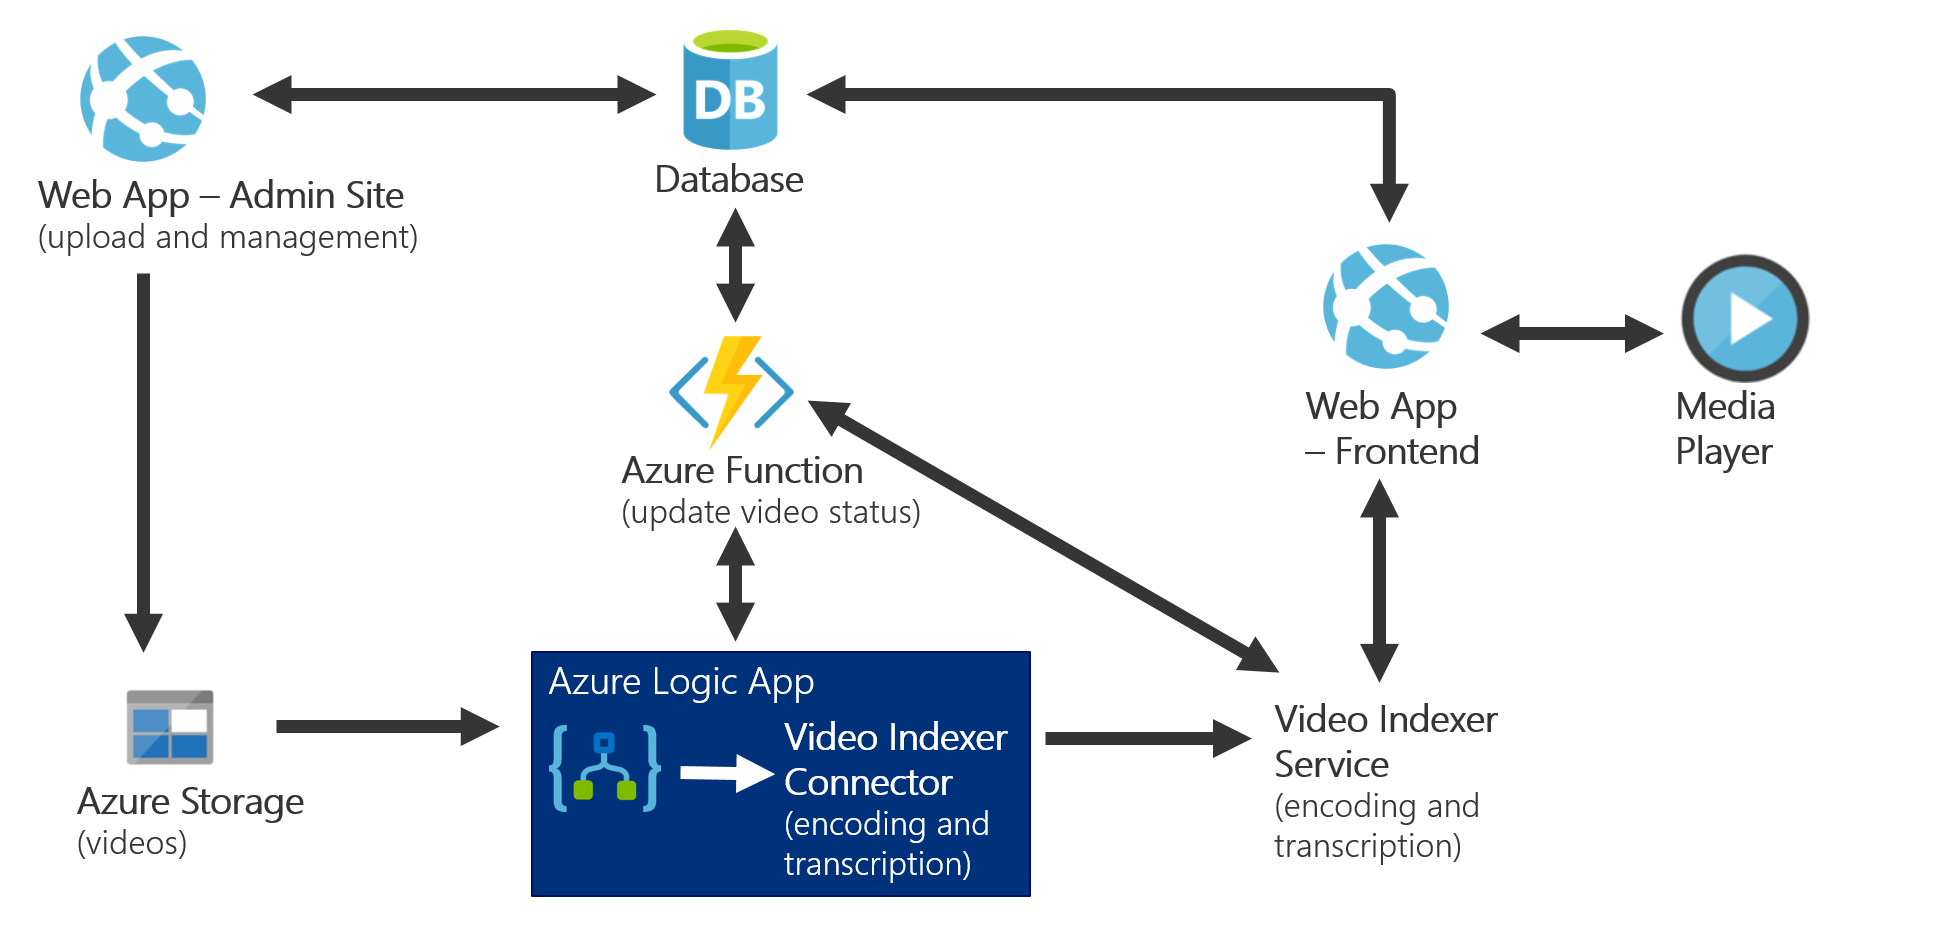 DB
Web App – Admin Site
(upload and management)
Database
Azure Function
(update video status)
Web App
– Frontend
Media
Player
Azure Storage
(videos)
Azure Logic App
Video Indexer
Connector
(encoding and
transcription)
Video Indexer
Service
(encoding and
transcription)